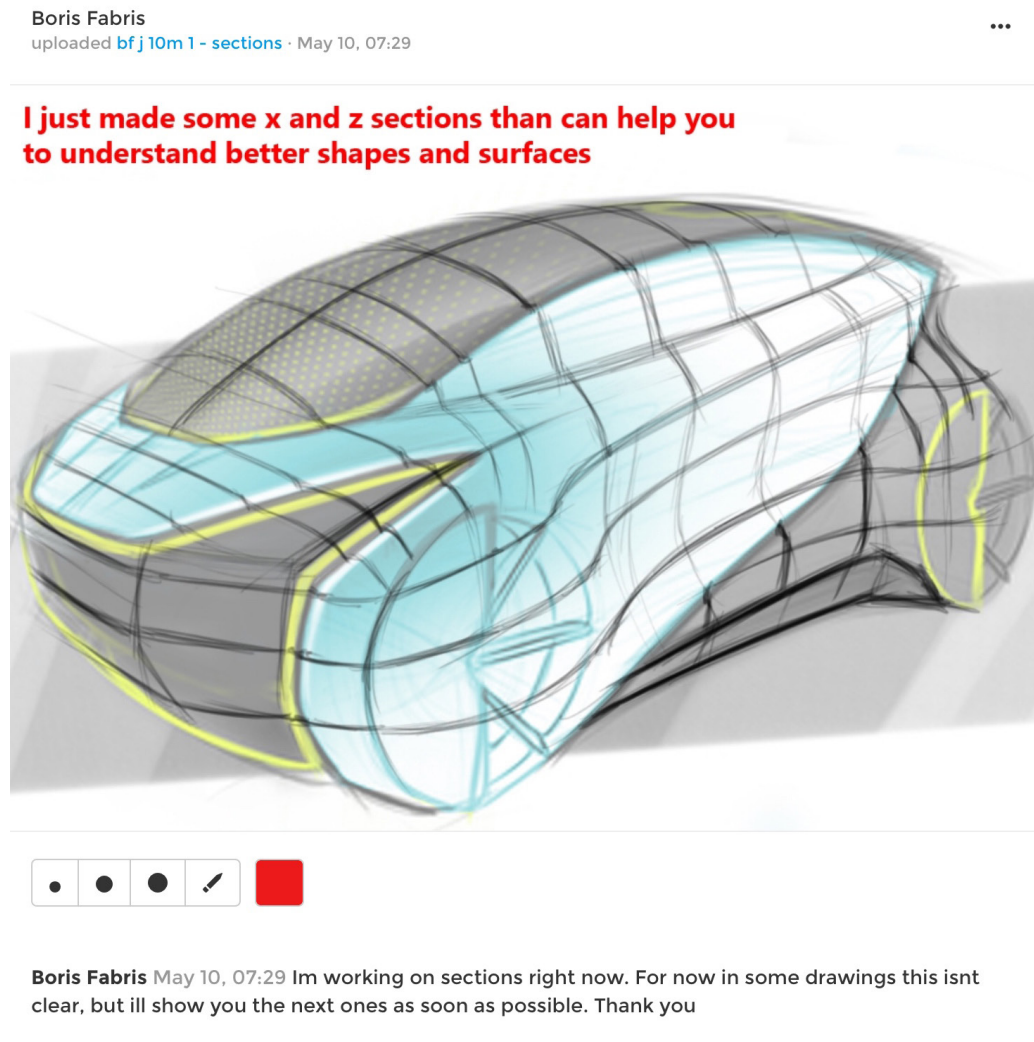 Boris Fabris
uploaded bf j 10m 1 - sections · May 10, 07:29
I just made some x and z sections than can help you
to understand better shapes and surfaces
Boris Fabris May 10, 07:29 Im working on sections right now. For now in some drawings this isnt
clear, but ill show you the next ones as soon as possible. Thank you